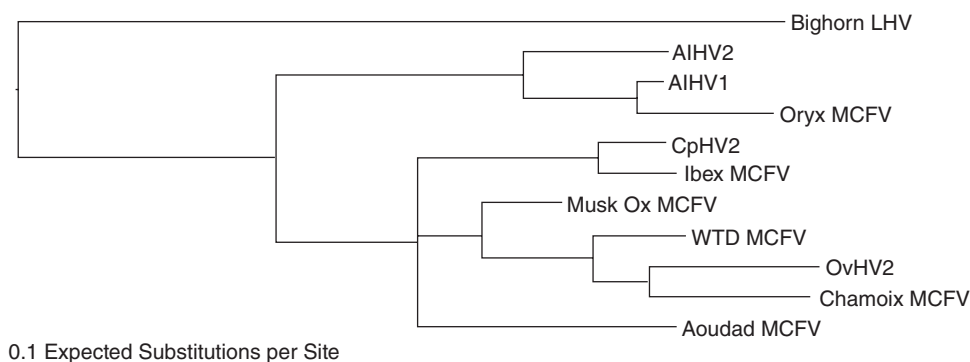 Bighorn LHV
AIHV2
AIHV1
Oryx MCFV
CpHV2
Ibex MCFV
Musk Ox MCFV
WTD MCFV
OvHV2
Chamoix MCFV
Aoudad MCFV
0.1 Expected Substitutions per Site